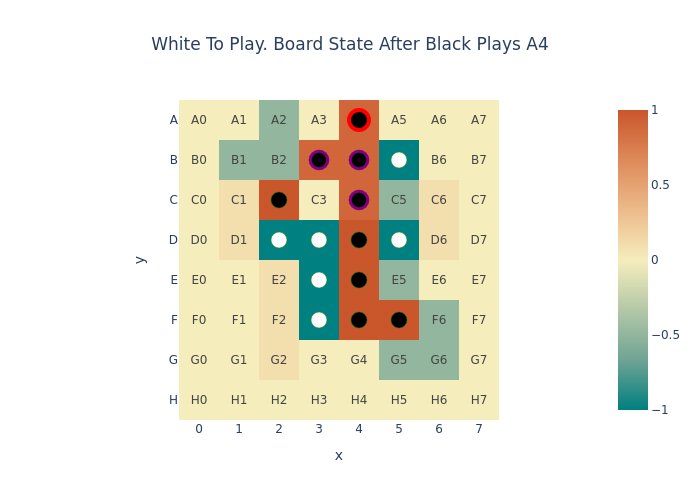 White To Play. Board State After Black Plays A4
A A0 A1 A2 A3 A5 A6 A7
B B0 B1 B2 B6 B7
C C0 C1 C3 C5 C6 C7
D D0 D1 D6 D7
E E0 E1 E2 E5 E6 E7
F F0 F1 F2 F6 F7
G G0 G1 G2 G3 G4 G5 G6 G7
H H0 H1 H2 H3 H4 H5 H6 H7
0 1 2 3 4 5 6 7
x
y
1
0.5
0
−0.5
−1